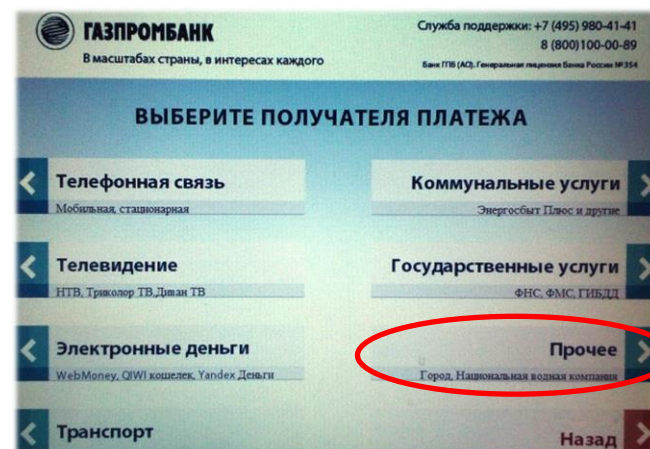 ГАЗПРОМБАНК
В масштабах страны, в интересах каждого
Служба поддержки: +7 (495) 980-41-41
8 (800)100-00-89
Банк ГПБ (АО). Генеральная лицензия Банка России № 354
ВЫБЕРИТЕ ПОЛУЧАТЕЛЯ ПЛАТЕЖА
Телефонная связь
Мобильная, стационарная
Коммунальные услуги
Энергосбыт Плюс и другие
Телевидение
НТВ, Триколор ТВ,Диван ТВ
Государственные услуги
ФНС, ФМС, ГИБДД
Электронные деньги
WebMoney, QIWI кошелек, Yandex Деньги
Прочее
Город, Национальная водная компания
Транспорт
Назад